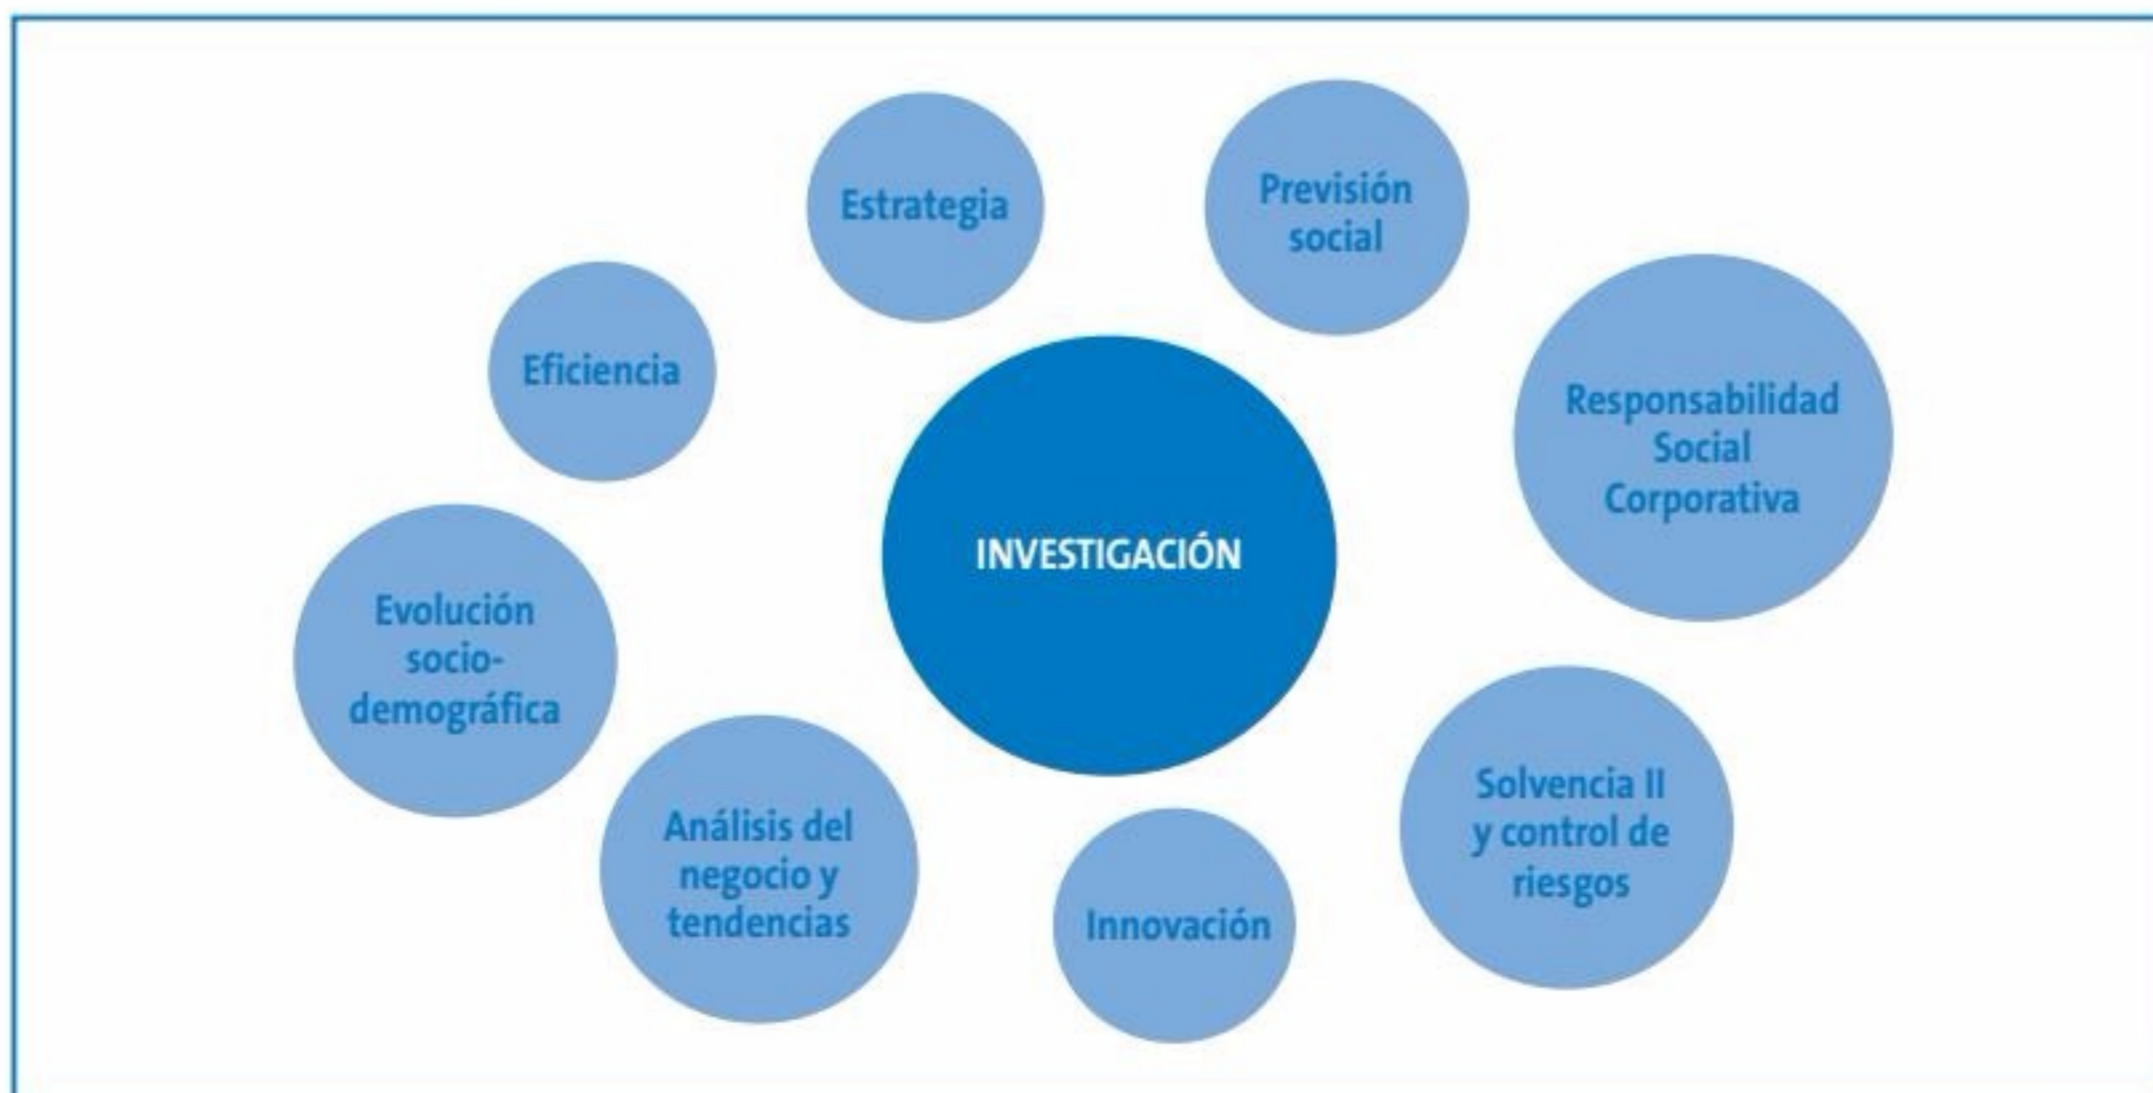 Estrategia
Previsión
social
Eficiencia
Responsabilidad
Social
Corporativa
INVESTIGACIÓN
Evolución
socio-
demográfica
Solvencia II
y control de
riesgos
Análisis del
negocio y
tendencias
Innovación